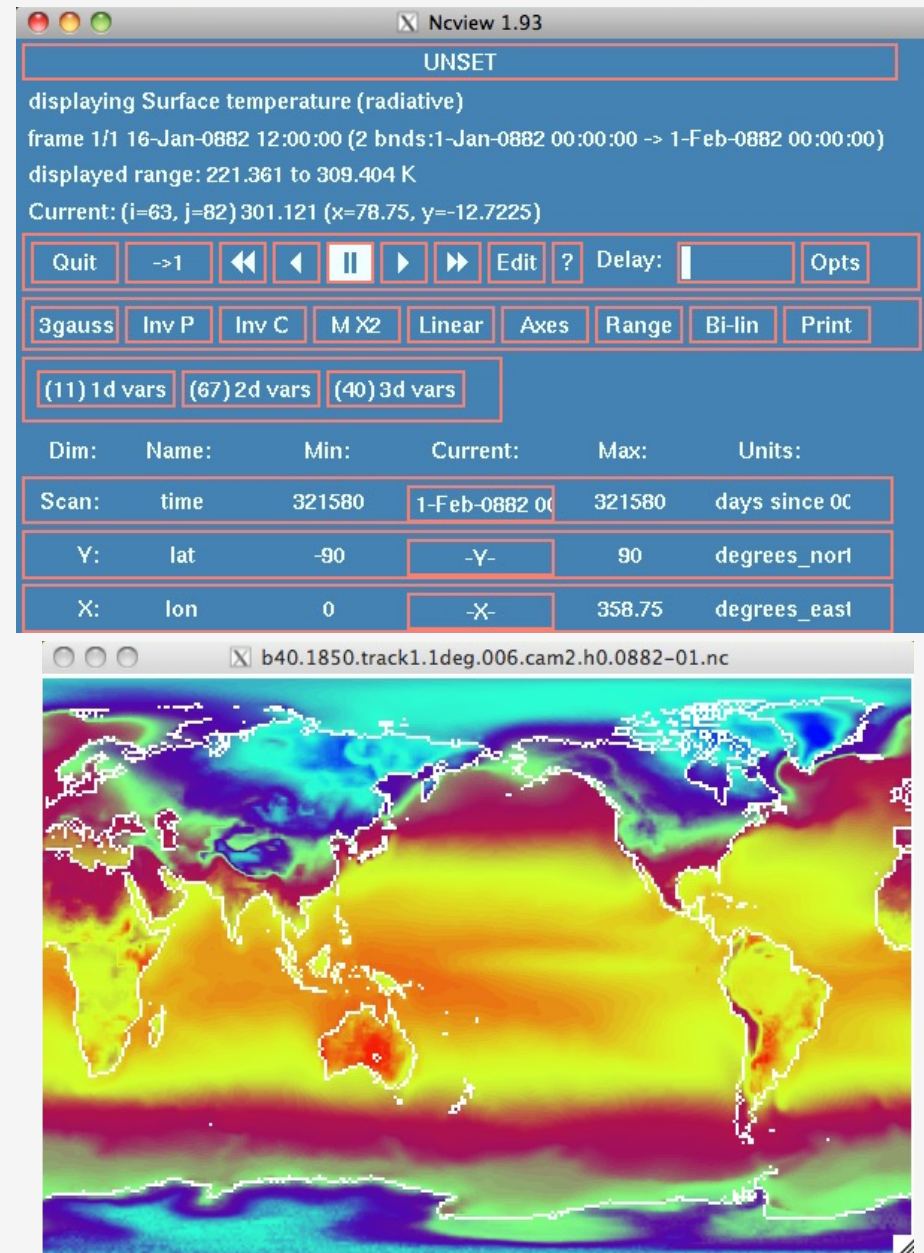 Ncview 1.93
UNSET
displaying Surface temperature (radiative)
frame 1/1 16-Jan-0882 12:00:00 (2 bnds:1-Jan-0882 00:00:00 -> 1-Feb-0882 00:00:00)
displayed range: 221.361 to 309.404 K
Current: (i=63, j=82) 301.121 (x=78.75, y=-12.7225)
Quit ->1 Edit ? Delay: Opts
3gauss Inv P Inv C M X2 Linear Axes Range Bi-lin Print
(11) 1d vars (67) 2d vars (40) 3d vars
Dim: Name: Min: Current: Max: Units:
Scan: time 321580 1-Feb-0882 00 321580 days since 00
Y: lat -90 -Y- 90 degrees_nort
X: lon 0 -X- 358.75 degrees_east
b40.1850.track1.1deg.006.cam2.h0.0882-01.nc